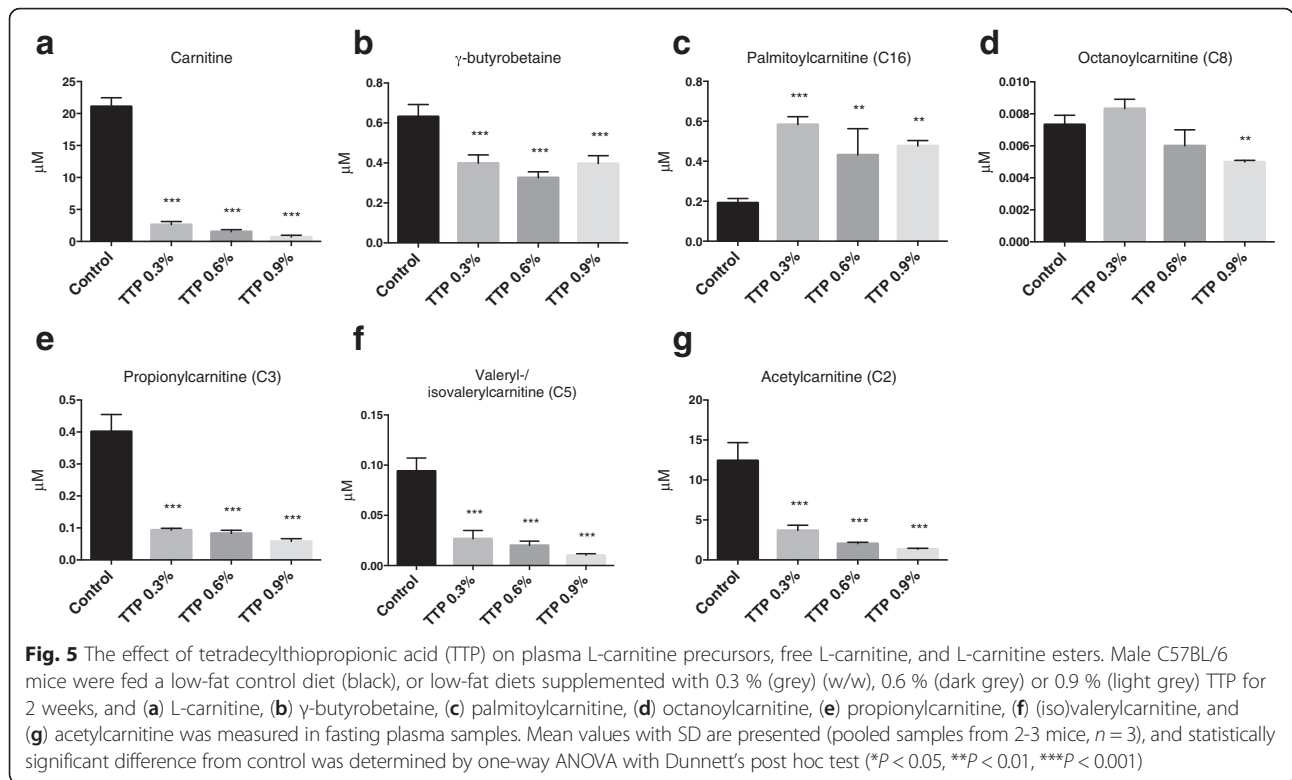 a
Carnitine
25
20
15
10
5
0
μM
***
***
***
Control
TTP 0.3%
TTP 0.6%
TTP 0.9%
b
γ-butyrobetaine
0.8
0.6
0.4
0.2
0.0
μM
***
***
***
Control
TTP 0.3%
TTP 0.6%
TTP 0.9%
c
Palmitoylcarnitine (C16)
0.8
0.6
0.4
0.2
0.0
μM
***
**
**
Control
TTP 0.3%
TTP 0.6%
TTP 0.9%
d
Octanoylcarnitine (C8)
0.010
0.008
0.006
0.004
0.002
0.000
μM
**
Control
TTP 0.3%
TTP 0.6%
TTP 0.9%
e
Propionylcarnitine (C3)
0.5
0.4
0.3
0.2
0.1
0.0
μM
***
***
***
Control
TTP 0.3%
TTP 0.6%
TTP 0.9%
f
Valeryl-/
isovalerylcarnitine (C5)
0.15
0.10
0.05
0.00
μM
***
***
***
Control
TTP 0.3%
TTP 0.6%
TTP 0.9%
g
Acetylcarnitine (C2)
20
15
10
5
0
μM
***
***
***
Control
TTP 0.3%
TTP 0.6%
TTP 0.9%
Fig. 5 The effect of tetradecylthiopropionic acid (TTP) on plasma L-carnitine precursors, free L-carnitine, and L-carnitine esters. Male C57BL/6
mice were fed a low-fat control diet (black), or low-fat diets supplemented with 0.3 % (grey) (w/w), 0.6 % (dark grey) or 0.9 % (light grey) TTP for
2 weeks, and (a) L-carnitine, (b) γ-butyrobetaine, (c) palmitoylcarnitine, (d) octanoylcarnitine, (e) propionylcarnitine, (f) (iso)valerylcarnitine, and
(g) acetylcarnitine was measured in fasting plasma samples. Mean values with SD are presented (pooled samples from 2-3 mice, n = 3), and statistically
significant difference from control was determined by one-way ANOVA with Dunnett's post hoc test (*P < 0.05, **P < 0.01, ***P < 0.001)